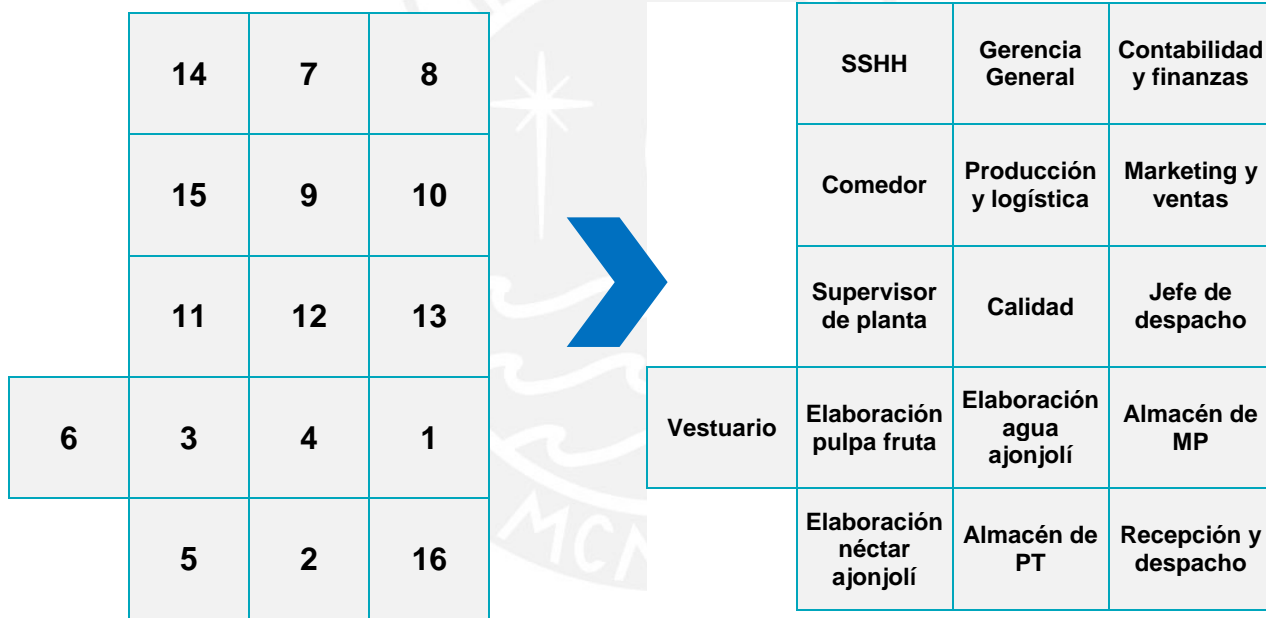 14 7 8
15 9 10
11 12 13
6 3 4 1
5 2 16
SSHH
Gerencia
General
Contabilidad
y finanzas
Comedor
Producción
y logística
Marketing y
ventas
Supervisor
de planta
Calidad
Jefe de
despacho
Vestuario
Elaboración
pulpa fruta
Elaboración
agua
ajonjolí
Almacén de
MP
Elaboración
néctar
ajonjolí
Almacén de
PT
Recepción y
despacho